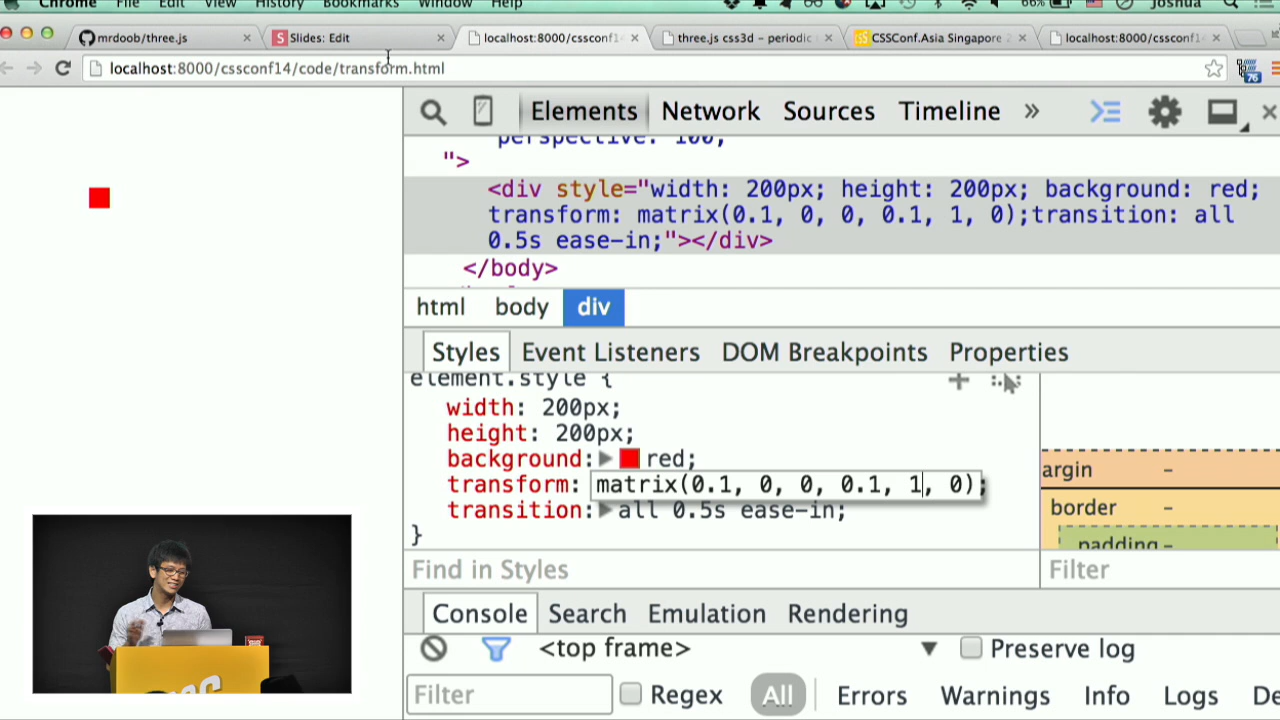 Chrome File Edit View History Bookmarks Window Help 66% Joshua
mrdoob/three.js × Slides: Edit × localhost:8000/cssconf1 × three.js css3d – periodic × CSSConf.Asia Singapore 2 × localhost:8000/cssconf1 ×
localhost:8000/cssconf14/code/transform.html
76
Elements Network Sources Timeline »
perspective: 100;
">
<div style="width: 200px; height: 200px; background: red;
transform: matrix(0.1, 0, 0, 0.1, 1, 0);transition: all
0.5s ease-in;"></div>
</body>
html body div
Styles Event Listeners DOM Breakpoints Properties
element.style {
width: 200px;
height: 200px;
background: red;
transform: matrix(0.1, 0, 0, 0.1, 1, 0);
transition: all 0.5s ease-in;
}
argin –
border –
padding –
Find in Styles
Filter
Console Search Emulation Rendering
<top frame> Preserve log
Filter Regex All Errors Warnings Info Logs De